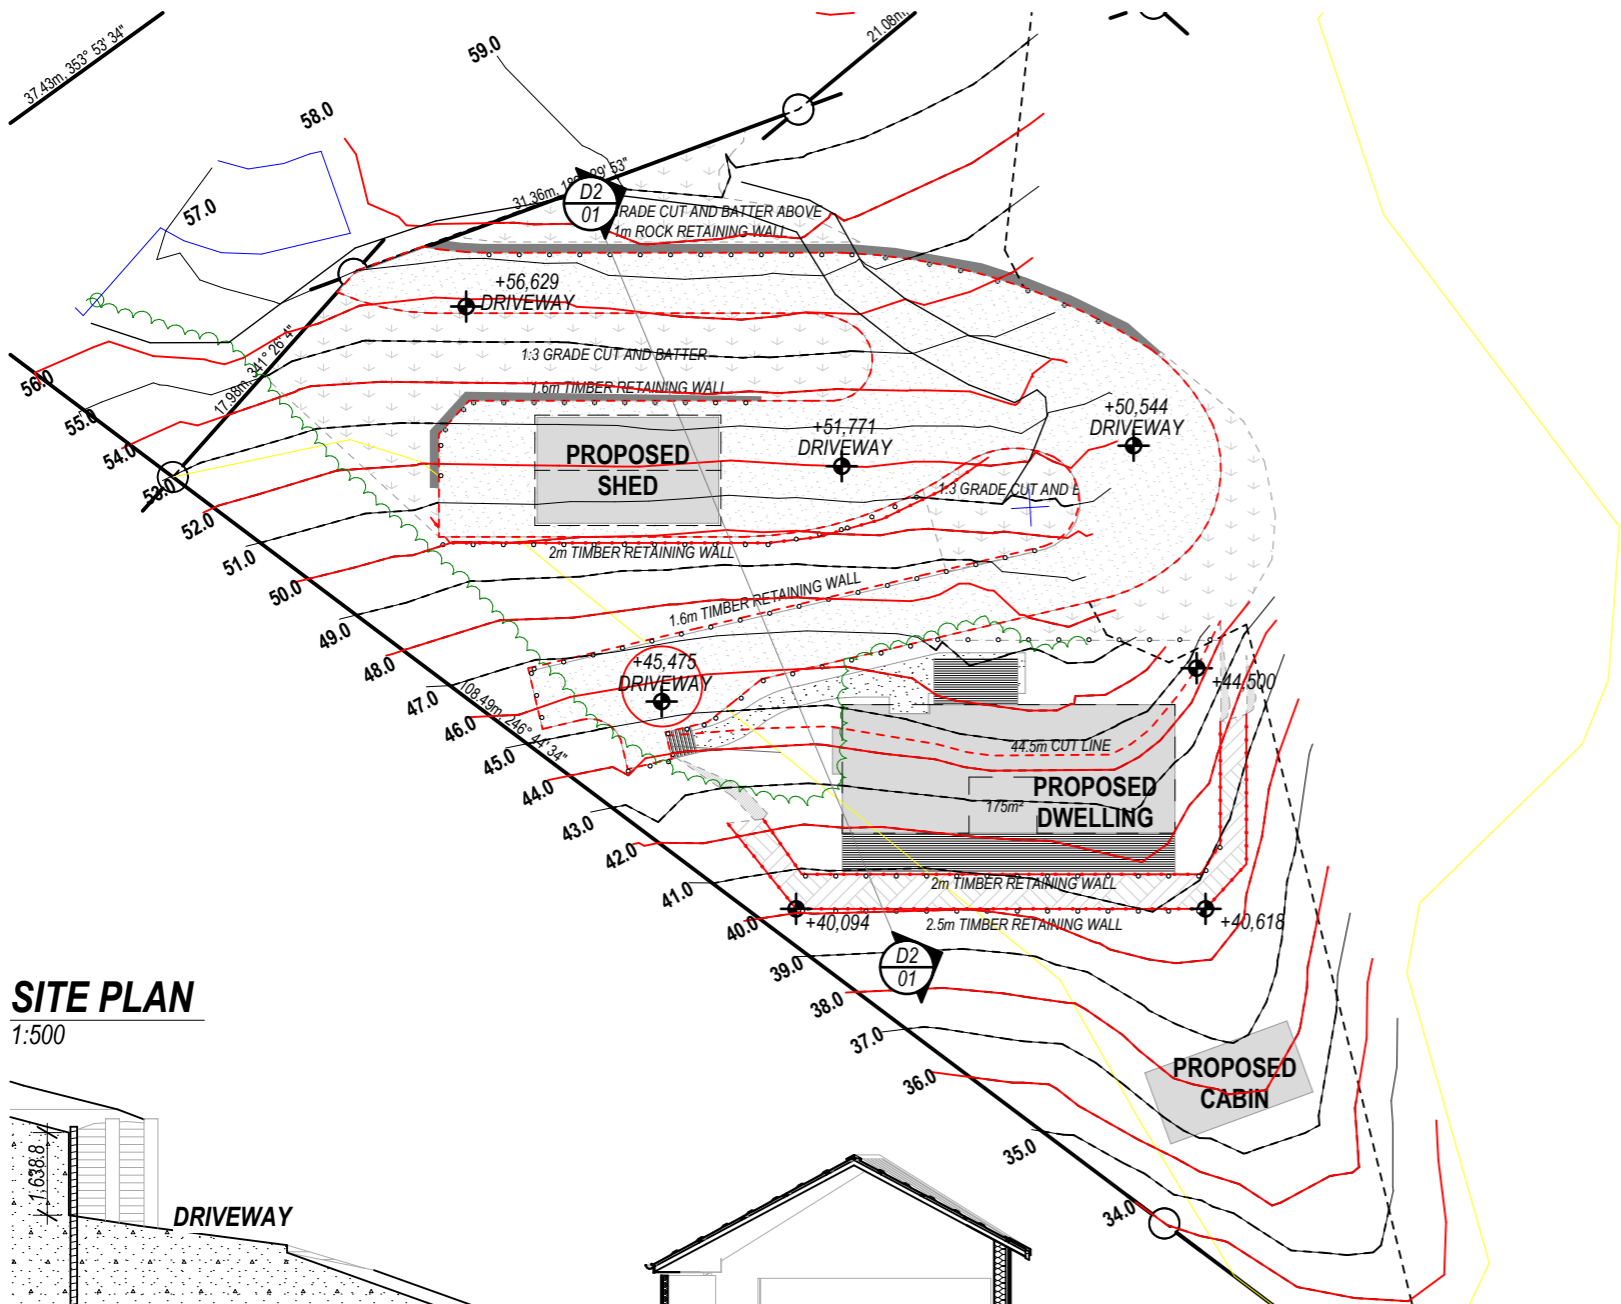 37.43m, 353° 53' 34"
59.0
21.08m,
58.0
31.36m, 18
29' 53"
D2
01
RADE CUT AND BATTER ABOVE
1m ROCK RETAINING WALL
57.0
+56,629
DRIVEWAY
17.98m, 341° 26' 4"
1:3 GRADE CUT AND BATTER
1.6m TIMBER RETAINING WALL
56.0
55.0
54.0
53.0
52.0
51.0
50.0
49.0
48.0
47.0
46.0
45.0
44.0
43.0
42.0
41.0
40.0
39.0
38.0
37.0
36.0
35.0
34.0
+50,544
DRIVEWAY
+51,771
DRIVEWAY
PROPOSED
SHED
1:3 GRADE CUT AND
2m TIMBER RETAINING WALL
1.6m TIMBER RETAINING WALL
+45,475
DRIVEWAY
+44,500
108.49m, 246° 44' 34"
44.5m CUT LINE
175m²
PROPOSED
DWELLING
2m TIMBER RETAINING WALL
+40,094
2.5m TIMBER RETAINING WALL
+40,618
D2
01
SITE PLAN
1:500
PROPOSED
CABIN
1,638.8
DRIVEWAY